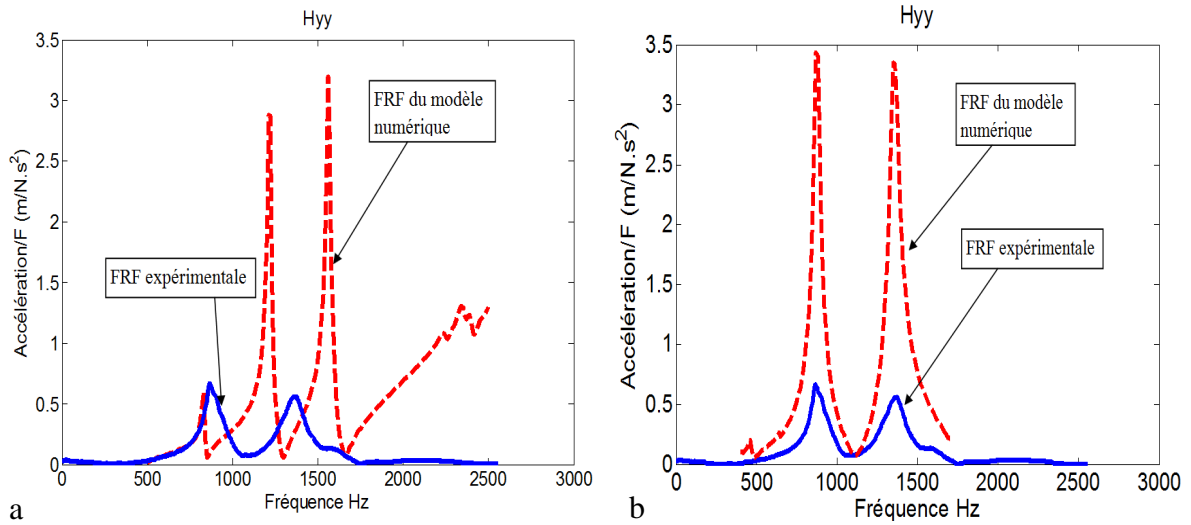 Hyy
3.5
3
2.5
2
1.5
1
0.5
0
Accélération/F (m/N.s²)
FRF du modèle
numérique
FRF expérimentale
0 500 1000 1500 2000 2500 3000
Fréquence Hz
a
Hyy
3.5
3
2.5
2
1.5
1
0.5
0
Accélération/F (m/N.s²)
FRF du modèle
numérique
FRF expérimentale
0 500 1000 1500 2000 2500 3000
Fréquence Hz
b